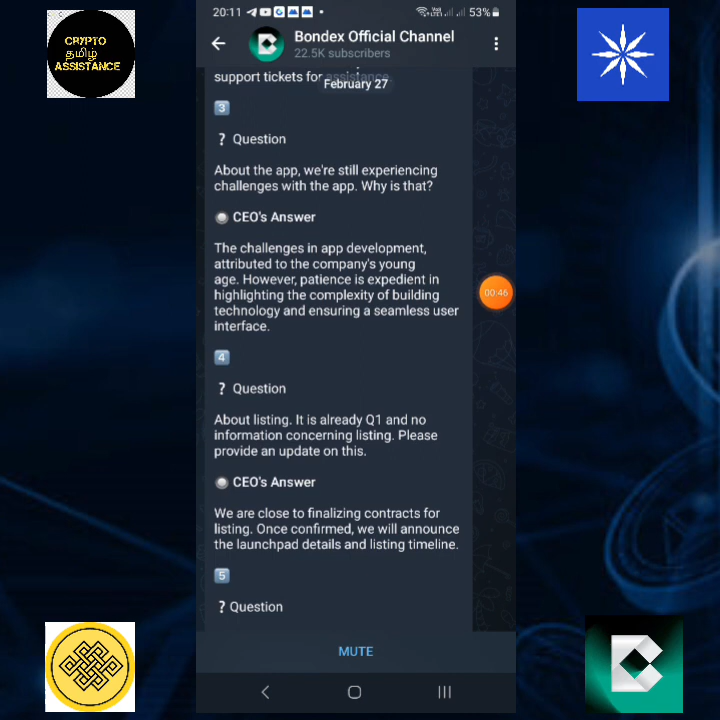 CRYPTO
தமிழ்
ASSISTANCE
20:11
53%
Bondex Official Channel
22.5K subscribers
support tickets for assistance
February 27
3
? Question
About the app, we're still experiencing
challenges with the app. Why is that?
CEO's Answer
The challenges in app development,
attributed to the company's young
age. However, patience is expedient in
highlighting the complexity of building
technology and ensuring a seamless user
interface.
00:46
4
? Question
About listing. It is already Q1 and no
information concerning listing. Please
provide an update on this.
CEO's Answer
We are close to finalizing contracts for
listing. Once confirmed, we will announce
the launchpad details and listing timeline.
5
? Question
MUTE